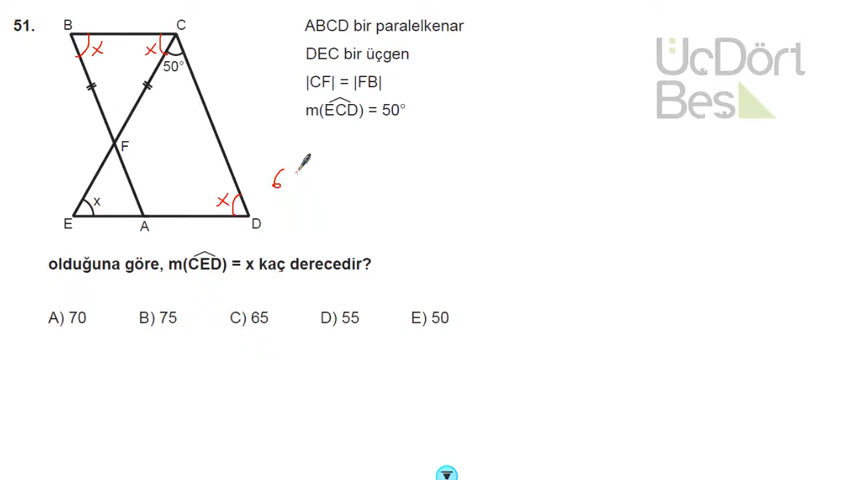 51.
B C
ABCD bir paralelkenar
ÜçDört
x x
50°
DEC bir üçgen
|CF| = |FB|
Beş
m(ECD) = 50°
F
6
x x
E A D
olduğuna göre, m(CED) = x kaç derecedir?
A) 70 B) 75 C) 65 D) 55 E) 50